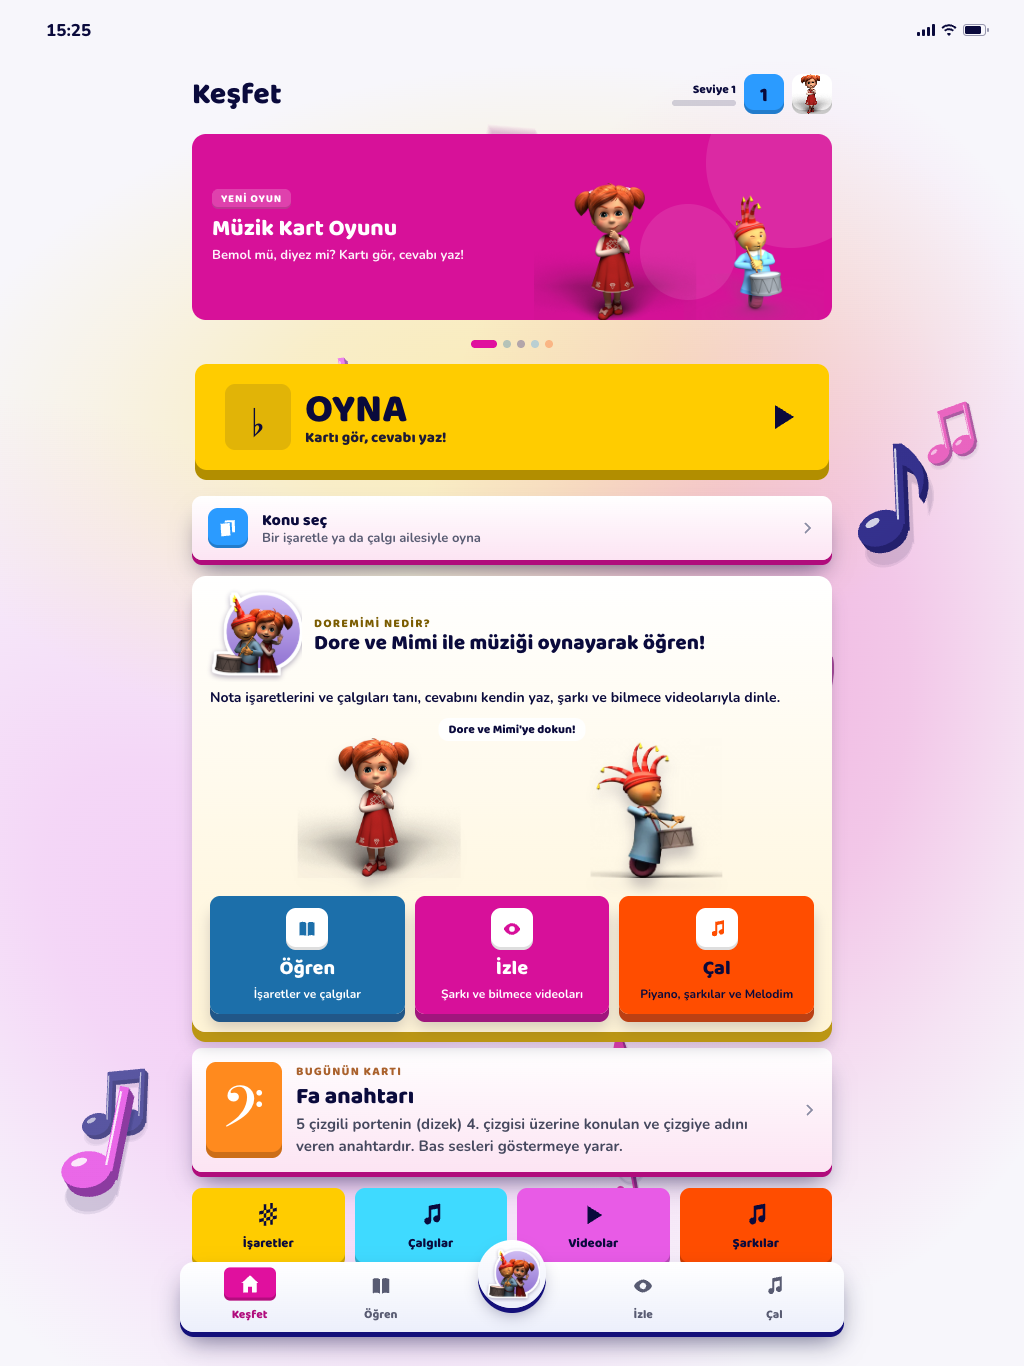 15:25
Keşfet
Seviye 1
1
YENİ OYUN
Müzik Kart Oyunu
Bemol mü, diyez mi? Kartı gör, cevabı yaz!
OYNA
Kartı gör, cevabı yaz!
Konu seç
Bir işaretle ya da çalgı ailesiyle oyna
DOREMİMİ NEDİR?
Dore ve Mimi ile müziği oynayarak öğren!
Nota işaretlerini ve çalgıları tanı, cevabını kendin yaz, şarkı ve bilmece videolarıyla dinle.
Dore ve Mimi'ye dokun!
Öğren
İşaretler ve çalgılar
İzle
Şarkı ve bilmece videoları
Çal
Piyano, şarkılar ve Melodim
BUGÜNÜN KARTI
Fa anahtarı
5 çizgili portenin (dizek) 4. çizgisi üzerine konulan ve çizgiye adını
veren anahtardır. Bas sesleri göstermeye yarar.
İşaretler
Çalgılar
Videolar
Şarkılar
Keşfet
Öğren
İzle
Çal